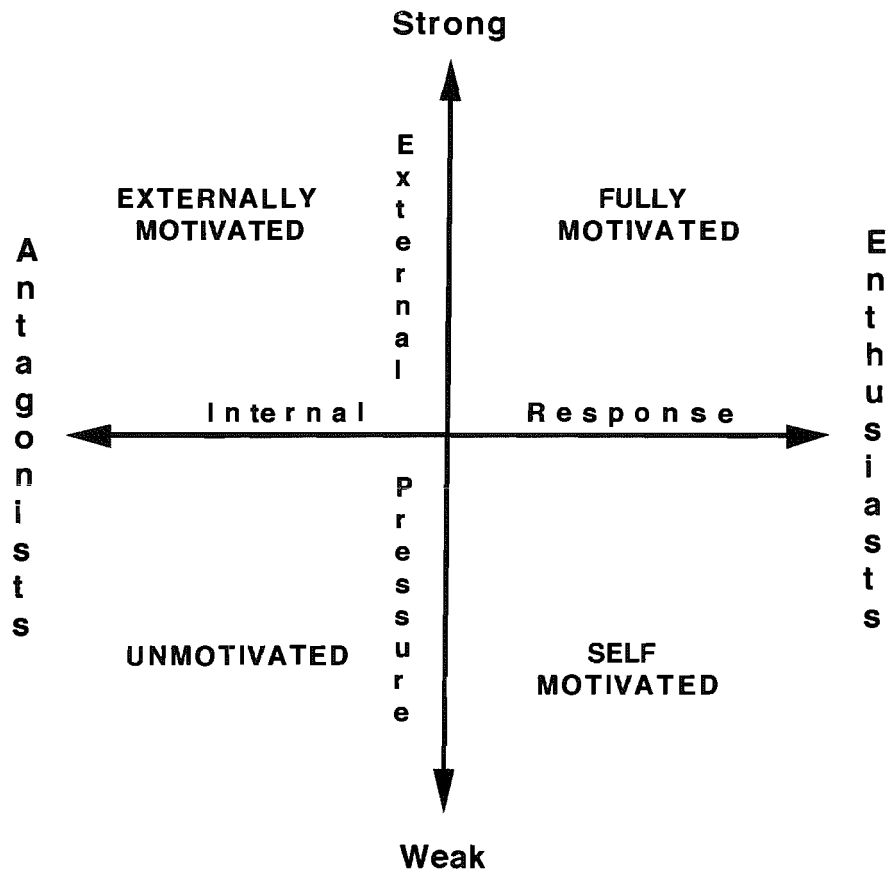 Strong
External
EXTERNALLY
MOTIVATED
FULLY
MOTIVATED
Antagonists
Enthusiasts
Internal Response
Pressure
UNMOTIVATED
SELF
MOTIVATED
Weak